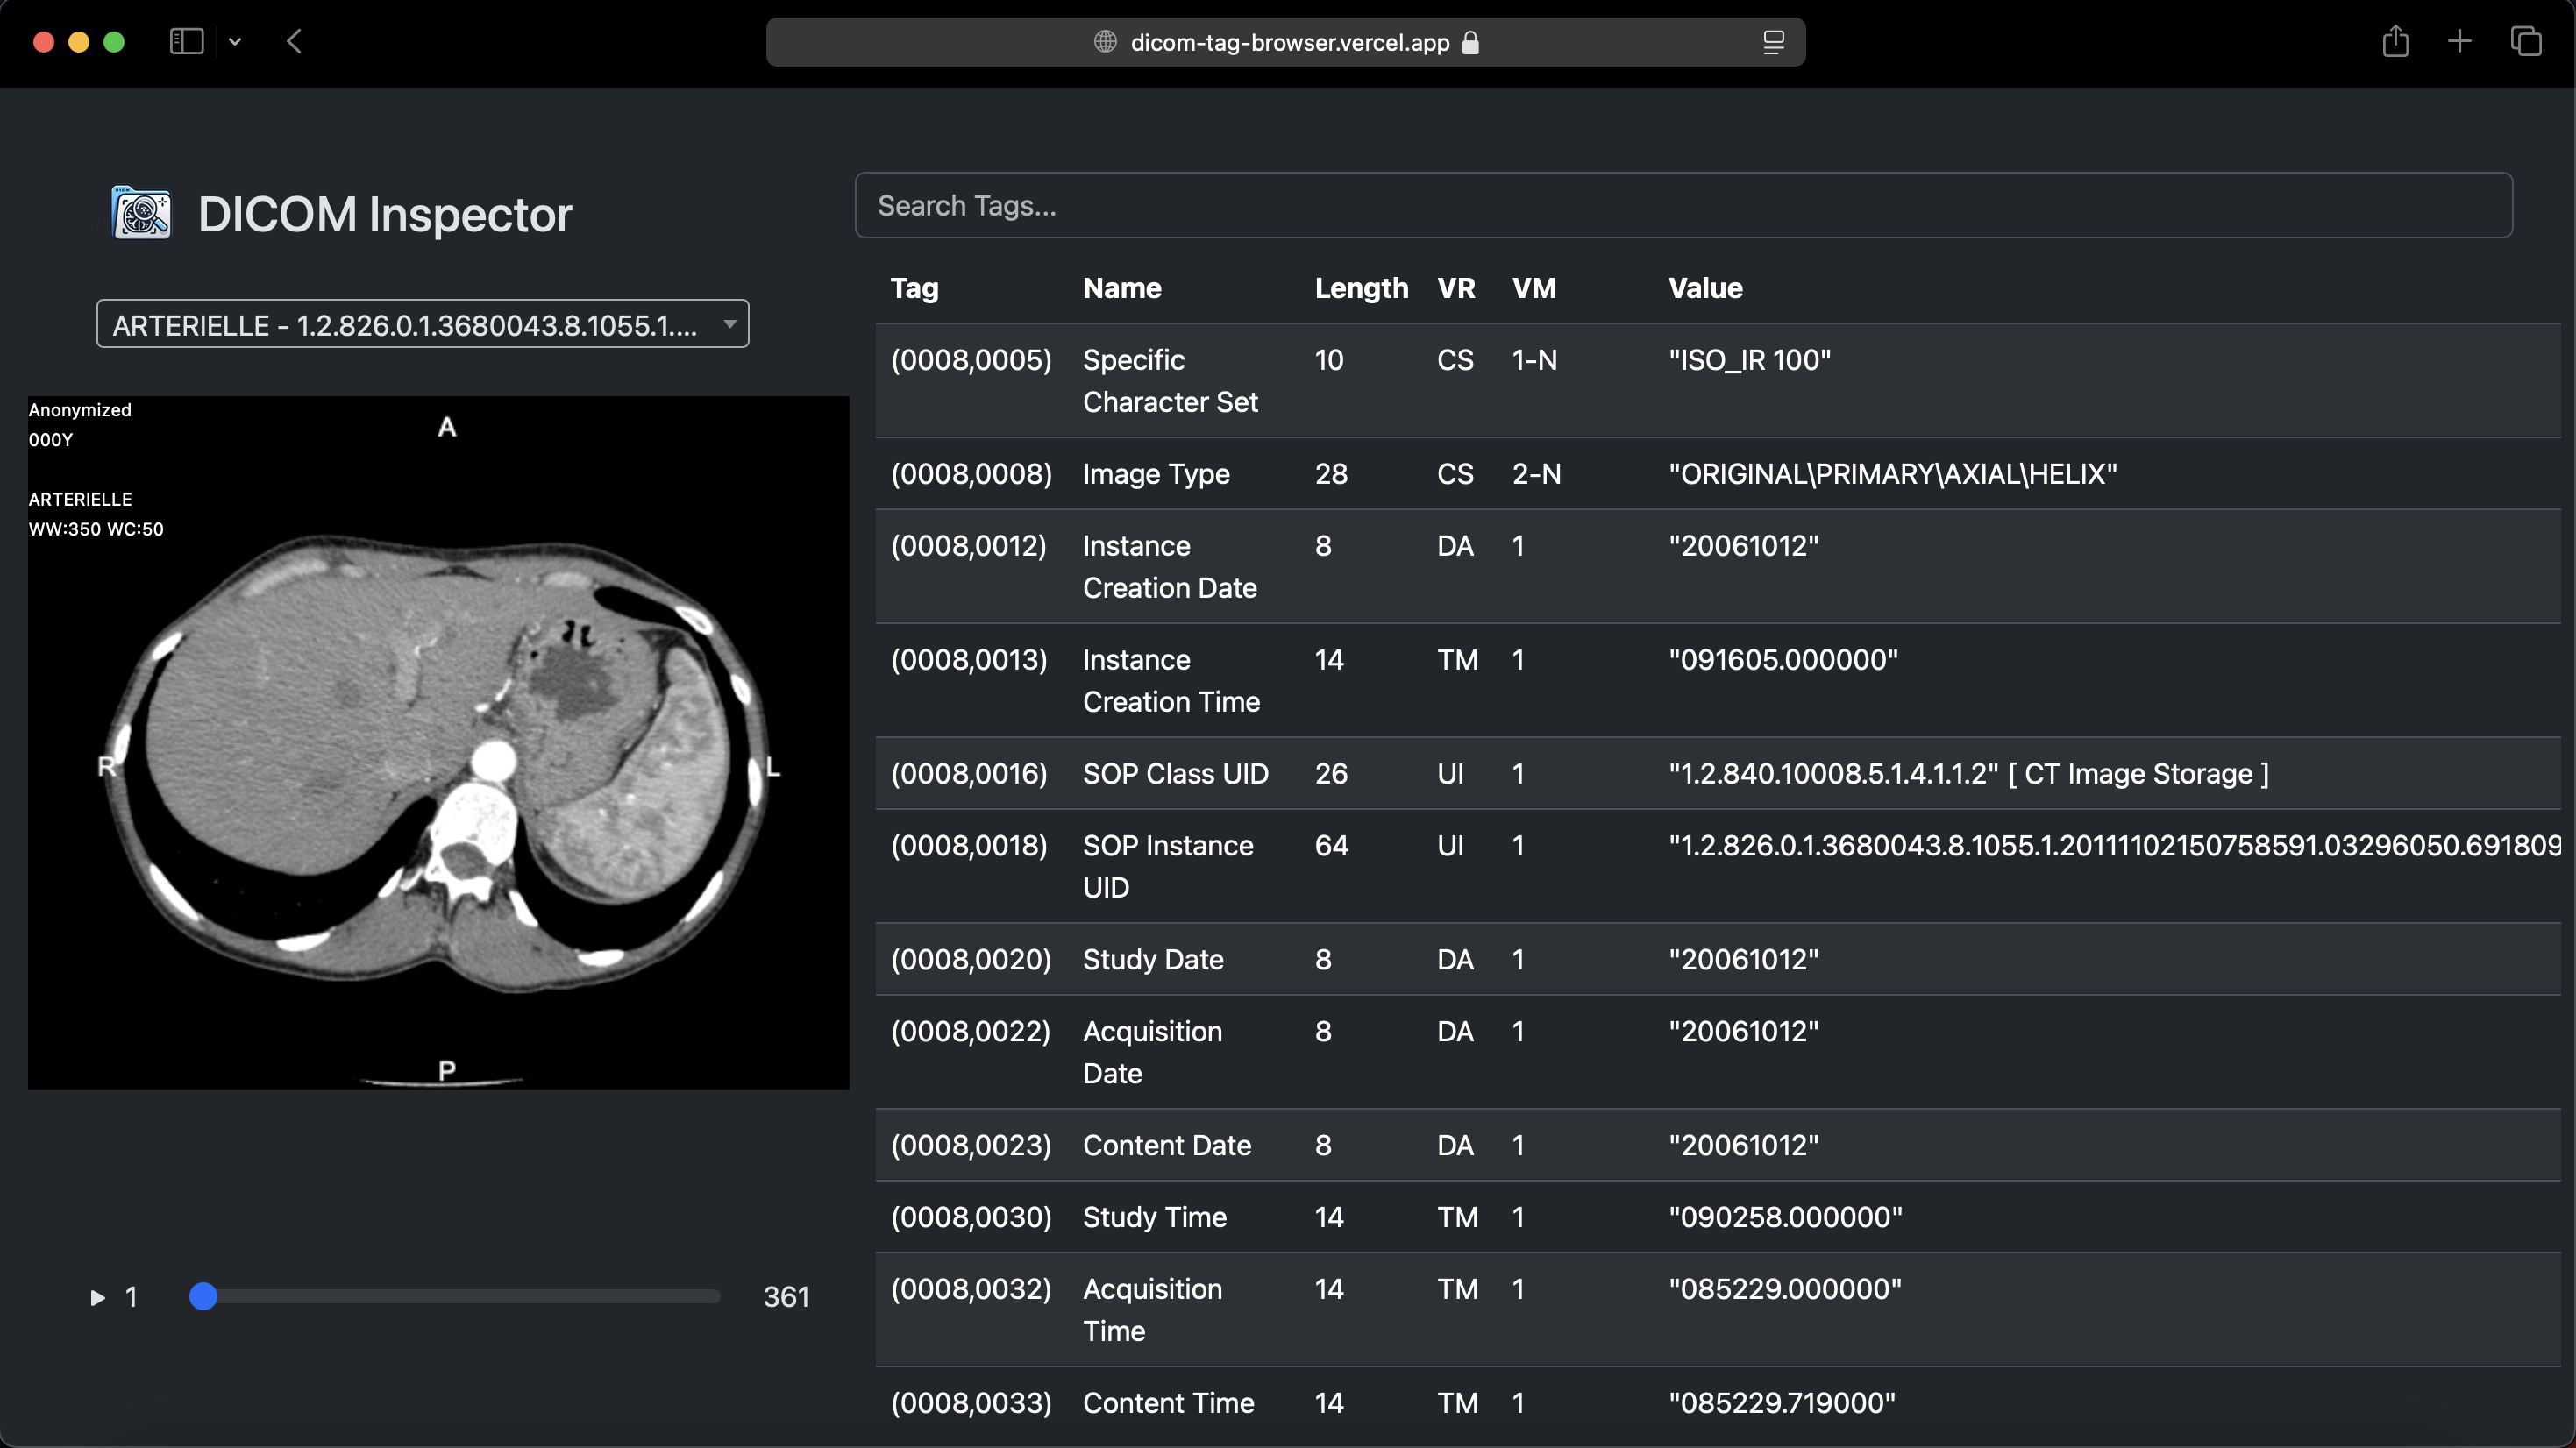 dicom-tag-browser.vercel.app
DICOM Inspector
ARTERIELLE - 1.2.826.0.1.3680043.8.1055.1....
Anonymized
000Y
ARTERIELLE
WW:350 WC:50
A
R
L
P
1
361
Search Tags...
Tag Name Length VR VM Value
(0008,0005) Specific Character Set 10 CS 1-N "ISO_IR 100"
(0008,0008) Image Type 28 CS 2-N "ORIGINAL\PRIMARY\AXIAL\HELIX"
(0008,0012) Instance Creation Date 8 DA 1 "20061012"
(0008,0013) Instance Creation Time 14 TM 1 "091605.000000"
(0008,0016) SOP Class UID 26 UI 1 "1.2.840.10008.5.1.4.1.1.2" [ CT Image Storage ]
(0008,0018) SOP Instance UID 64 UI 1 "1.2.826.0.1.3680043.8.1055.1.20111102150758591.03296050.691809
(0008,0020) Study Date 8 DA 1 "20061012"
(0008,0022) Acquisition Date 8 DA 1 "20061012"
(0008,0023) Content Date 8 DA 1 "20061012"
(0008,0030) Study Time 14 TM 1 "090258.000000"
(0008,0032) Acquisition Time 14 TM 1 "085229.000000"
(0008,0033) Content Time 14 TM 1 "085229.719000"